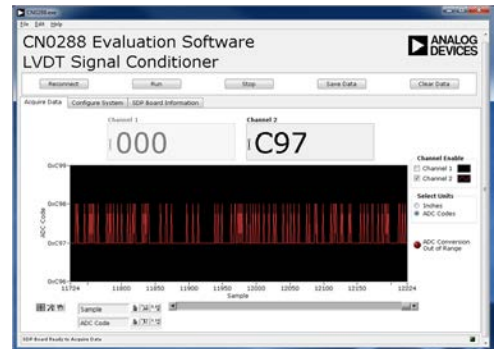 CN0288.exe
File Edit Help
CN0288 Evaluation Software
LVDT Signal Conditioner
ANALOG
DEVICES
Reconnect Run Stop Save Data Clear Data
Acquire Data Configure System SDP Board Information
Channel 1 Channel 2
000 C97
Channel Enable
Channel 1
Channel 2
Select Units
Inches
ADC Codes
ADC Conversion
Out of Range
0xC99
0xC98
0xC97
0xC96
ADC Code
11724 11800 11850 11900 11950 12000 12050 12100 12150 12224
Sample
Sample
ADC Code
SDP Board Ready to Acquire Data